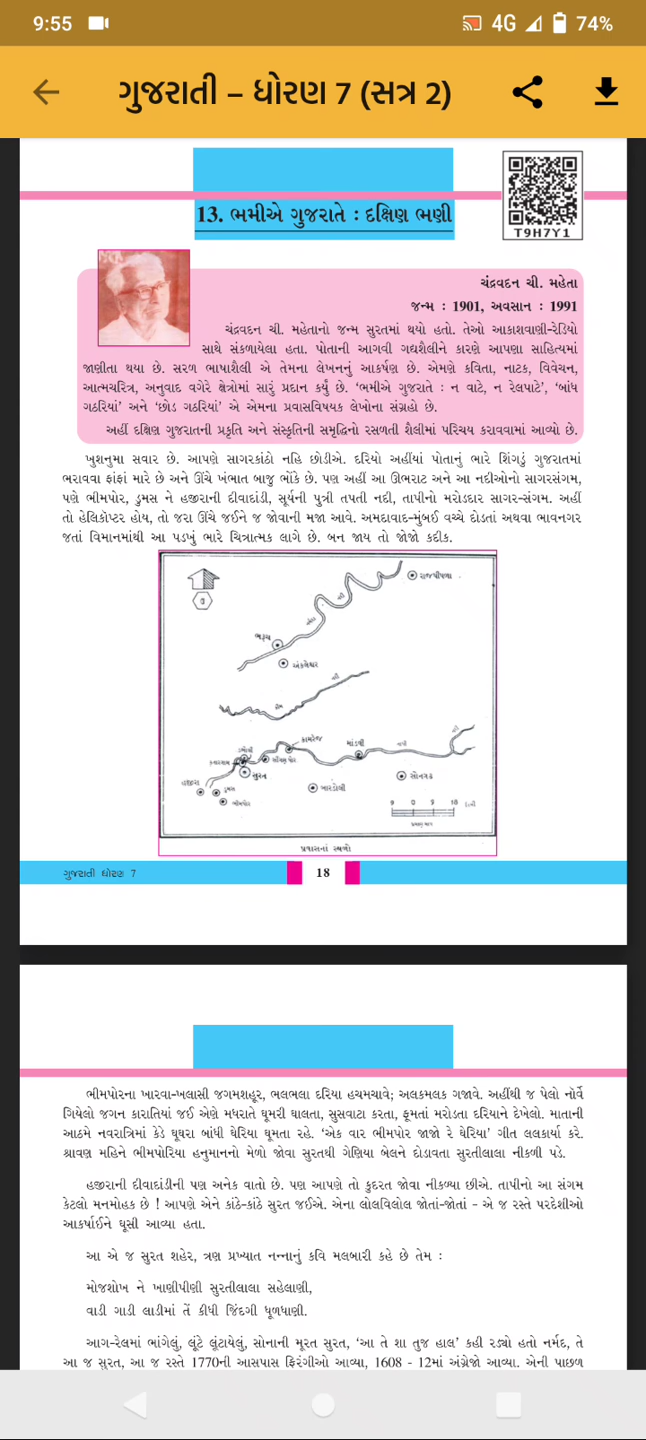 9:55
4G
74%
ગુજરાતી – ધોરણ 7 (સત્ર 2)
T9H7Y1
13. ભમીએ ગુજરાતે : દક્ષિણ ભણી
ચંદ્રવદન ચી. મહેતા
જન્મ : 1901, અવસાન : 1991
ચંદ્રવદન ચી. મહેતાનો જન્મ સુરતમાં થયો હતો. તેઓ આકાશવાણી-રેડિયો
સાથે સંકળાયેલા હતા. પોતાની આગવી ગદ્યશૈલીને કારણે આપણા સાહિત્યમાં
જાણીતા થયા છે. સરળ ભાષાશૈલી એ તેમના લેખનનું આકર્ષણ છે. એમણે કવિતા, નાટક, વિવેચન,
આત્મચરિત્ર, અનુવાદ વગેરે ક્ષેત્રોમાં સારું પ્રદાન કર્યું છે. ‘ભમીએ ગુજરાતે : ન વાટે, ન રેલપાટે’, ‘બાંધ
ગઠરિયાં’ અને ‘છોડ ગઠરિયાં’ એ એમના પ્રવાસવિષયક લેખોના સંગ્રહો છે.
અહીં દક્ષિણ ગુજરાતની પ્રકૃતિ અને સંસ્કૃતિની સમૃદ્ધિનો રસળતી શૈલીમાં પરિચય કરાવવામાં આવ્યો છે.
ખુશનુમા સવાર છે. આપણે સાગરકાંઠો નહિ છોડીએ. દરિયો અહીંયાં પોતાનું ભારે શિંગડું ગુજરાતમાં
ભરાવવા ફાંફાં મારે છે અને ઊંચે ખંભાત બાજુ ભોંકે છે. પણ અહીં આ ઊભરાટ અને આ નદીઓનો સાગરસંગમ,
પણે ભીમપોર, ડુમસ ને હજીરાની દીવાદાંડી, સૂર્યની પુત્રી તપતી નદી, તાપીનો મરોડદાર સાગર-સંગમ. અહીં
તો હેલિકૉપ્ટર હોય, તો જરા ઊંચે જઈને જ જોવાની મજા આવે. અમદાવાદ-મુંબઈ વચ્ચે દોડતાં અથવા ભાવનગર
જતાં વિમાનમાંથી આ પડખું ભારે ચિત્રાત્મક લાગે છે. બન જાય તો જોજો કદીક.
રાજપીપળા
ભરૂચ
અંકલેશ્વર
કામરેજ
માંડવી
સુરત
હજીરા
ડુમસ
ભીમપોર
બારડોલી
સોનગઢ
9 0 9 18
પ્રવાસનાં સ્થળો
ગુજરાતી ધોરણ 7
18
ભીમપોરના ખારવા-ખલાસી જગમશહૂર, ભલભલા દરિયા હચમચાવે; અલકમલક ગજાવે. અહીંથી જ પેલો નૉર્વે
ગિયેલો જગન કારાતિયાં જઈ એણે મધરાતે ઘૂમરી ઘાલતા, સુસવાટા કરતા, ફૂમતાં મરોડતા દરિયાને દેખેલો. માતાની
આઠમે નવરાત્રિમાં કેડે ઘૂઘરા બાંધી ઘેરિયા ઘૂમતા રહે. ‘એક વાર ભીમપોર જાજો રે ઘેરિયા’ ગીત લલકાર્યા કરે.
શ્રાવણ મહિને ભીમપોરિયા હનુમાનનો મેળો જોવા સુરતથી ગેણિયા બેલને દોડાવતા સુરતીલાલા નીકળી પડે.
હજીરાની દીવાદાંડીની પણ અનેક વાતો છે. પણ આપણે તો કુદરત જોવા નીકળ્યા છીએ. તાપીનો આ સંગમ
કેટલો મનમોહક છે ! આપણે એને કાંઠે-કાંઠે સુરત જઈએ. એના લોલવિલોલ જોતાં-જોતાં – એ જ રસ્તે પરદેશીઓ
આકર્ષાઈને ઘૂસી આવ્યા હતા.
આ એ જ સુરત શહેર, ત્રણ પ્રખ્યાત નન્નાનું કવિ મલબારી કહે છે તેમ :
મોજશોખ ને ખાણીપીણી સુરતીલાલા સહેલાણી,
વાડી ગાડી લાડીમાં તેં કીધી જિંદગી ધૂળધાણી.
આગ-રેલમાં ભાંગેલું, લૂંટે લૂંટાયેલું, સોનાની મૂરત સુરત, ‘આ તે શા તુજ હાલ’ કહી રડ્યો હતો નર્મદ, તે
આ જ સુરત, આ જ રસ્તે 1770ની આસપાસ ફિરંગીઓ આવ્યા, 1608 - 12માં અંગ્રેજો આવ્યા. એની પાછળ